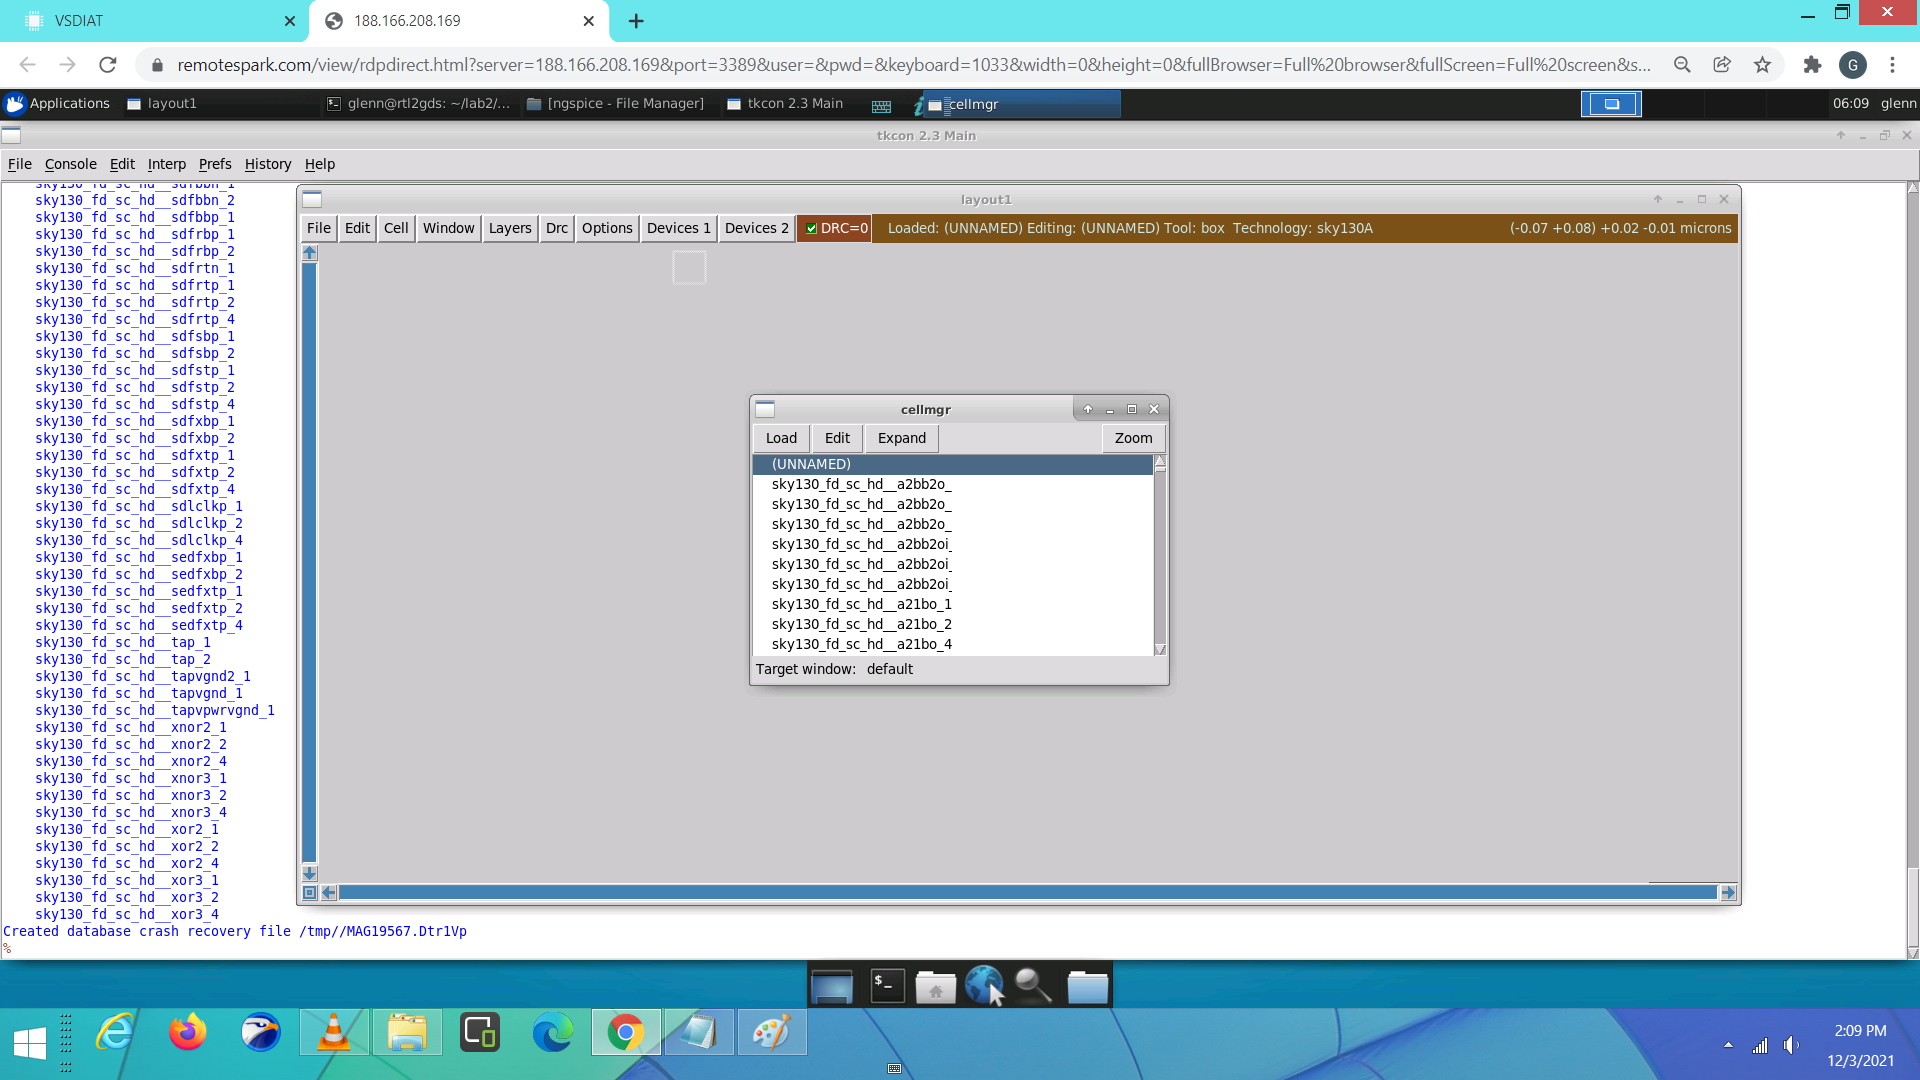 VSDIAT
188.166.208.169
remotespark.com/view/rdpdirect.html?server=188.166.208.169&port=3389&user=&pwd=&keyboard=1033&width=0&height=0&fullBrowser=Full%20browser&fullScreen=Full%20screen&s...
G
Applications
layout1
glenn@rtl2gds: ~/lab2/...
[ngspice - File Manager]
tkcon 2.3 Main
cellmgr
06:09
glenn
tkcon 2.3 Main
File Console Edit Interp Prefs History Help
sky130_fd_sc_hd__sdfbbn_1
sky130_fd_sc_hd__sdfbbn_2
sky130_fd_sc_hd__sdfbbp_1
sky130_fd_sc_hd__sdfrbp_1
sky130_fd_sc_hd__sdfrbp_2
sky130_fd_sc_hd__sdfrtn_1
sky130_fd_sc_hd__sdfrtp_1
sky130_fd_sc_hd__sdfrtp_2
sky130_fd_sc_hd__sdfrtp_4
sky130_fd_sc_hd__sdfsbp_1
sky130_fd_sc_hd__sdfsbp_2
sky130_fd_sc_hd__sdfstp_1
sky130_fd_sc_hd__sdfstp_2
sky130_fd_sc_hd__sdfstp_4
sky130_fd_sc_hd__sdfxbp_1
sky130_fd_sc_hd__sdfxbp_2
sky130_fd_sc_hd__sdfxtp_1
sky130_fd_sc_hd__sdfxtp_2
sky130_fd_sc_hd__sdfxtp_4
sky130_fd_sc_hd__sdlclkp_1
sky130_fd_sc_hd__sdlclkp_2
sky130_fd_sc_hd__sdlclkp_4
sky130_fd_sc_hd__sedfxbp_1
sky130_fd_sc_hd__sedfxbp_2
sky130_fd_sc_hd__sedfxtp_1
sky130_fd_sc_hd__sedfxtp_2
sky130_fd_sc_hd__sedfxtp_4
sky130_fd_sc_hd__tap_1
sky130_fd_sc_hd__tap_2
sky130_fd_sc_hd__tapvgnd2_1
sky130_fd_sc_hd__tapvgnd_1
sky130_fd_sc_hd__tapvpwrvgnd_1
sky130_fd_sc_hd__xnor2_1
sky130_fd_sc_hd__xnor2_2
sky130_fd_sc_hd__xnor2_4
sky130_fd_sc_hd__xnor3_1
sky130_fd_sc_hd__xnor3_2
sky130_fd_sc_hd__xnor3_4
sky130_fd_sc_hd__xor2_1
sky130_fd_sc_hd__xor2_2
sky130_fd_sc_hd__xor2_4
sky130_fd_sc_hd__xor3_1
sky130_fd_sc_hd__xor3_2
sky130_fd_sc_hd__xor3_4
Created database crash recovery file /tmp//MAG19567.Dtr1Vp
%
layout1
File Edit Cell Window Layers Drc Options Devices 1 Devices 2 DRC=0 Loaded: (UNNAMED) Editing: (UNNAMED) Tool: box Technology: sky130A (-0.07 +0.08) +0.02 -0.01 microns
cellmgr
Load Edit Expand Zoom
(UNNAMED)
sky130_fd_sc_hd__a2bb2o_
sky130_fd_sc_hd__a2bb2o_
sky130_fd_sc_hd__a2bb2o_
sky130_fd_sc_hd__a2bb2oi_
sky130_fd_sc_hd__a2bb2oi_
sky130_fd_sc_hd__a2bb2oi_
sky130_fd_sc_hd__a21bo_1
sky130_fd_sc_hd__a21bo_2
sky130_fd_sc_hd__a21bo_4
Target window: default
$_
2:09 PM
12/3/2021